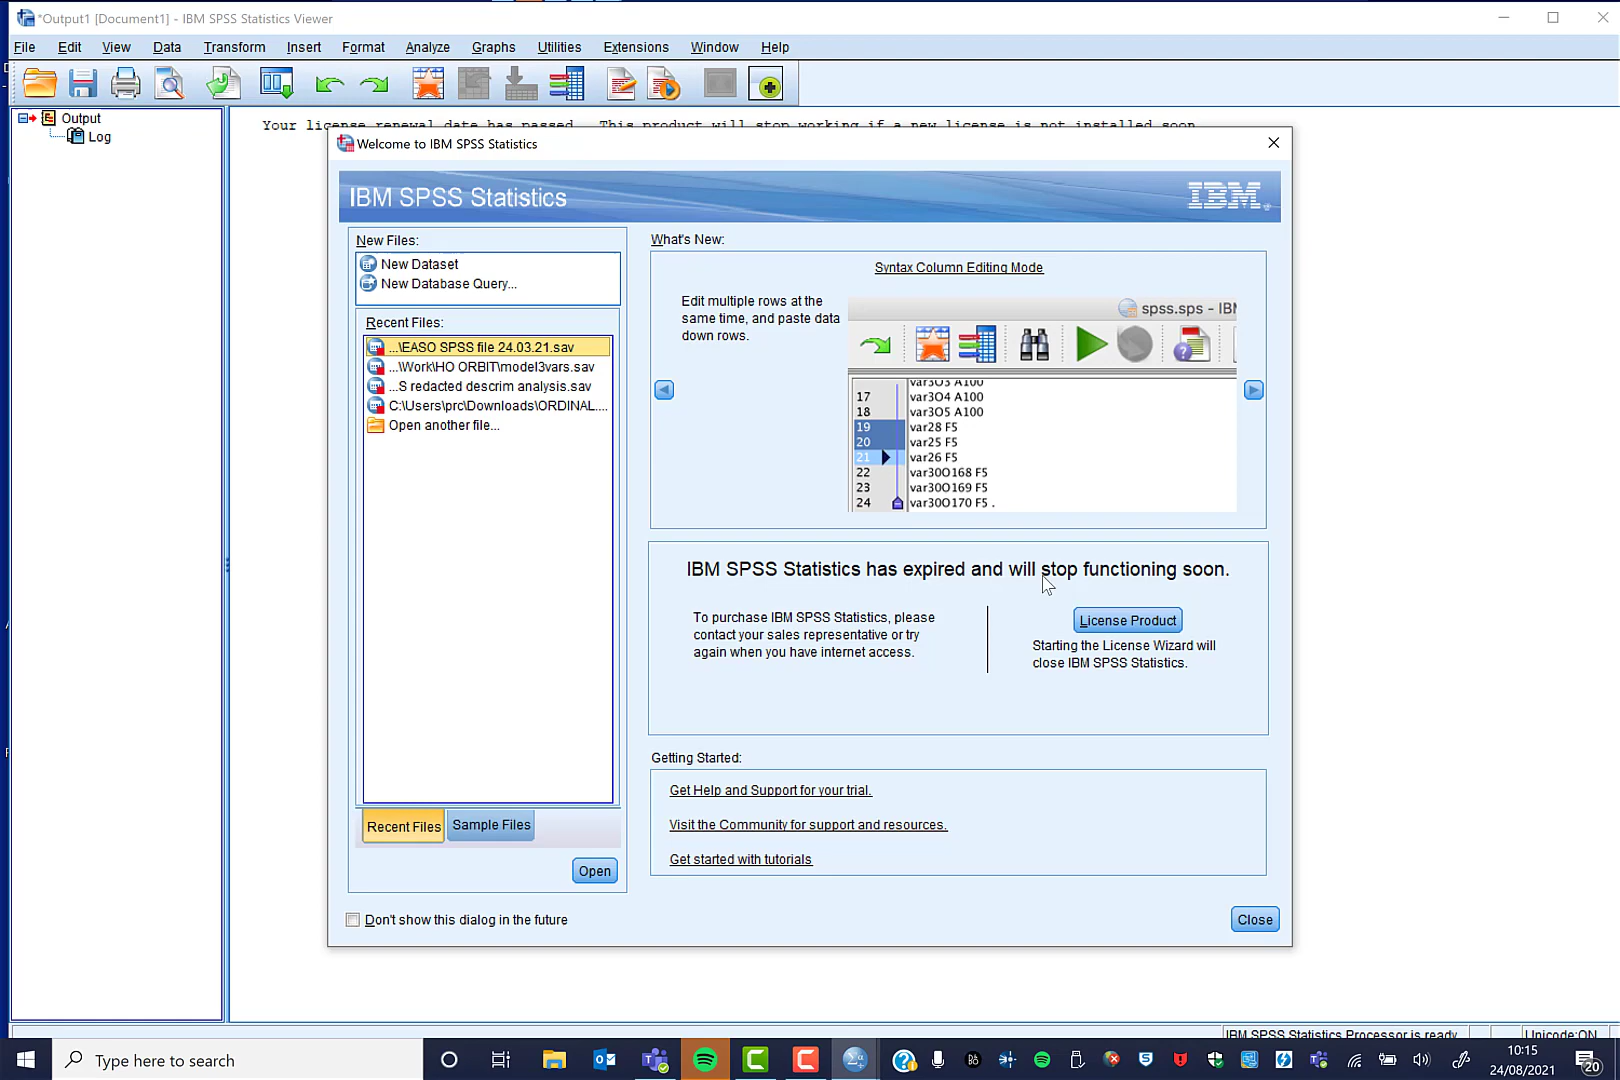 *Output1 [Document1] - IBM SPSS Statistics Viewer
File Edit View Data Transform Insert Format Analyze Graphs Utilities Extensions Window Help
Output
Log
Your license renewal date has passed. This product will stop working if a new license is not installed soon.
Welcome to IBM SPSS Statistics
IBM SPSS Statistics
IBM
New Files:
New Dataset
New Database Query...
Recent Files:
...\EASO SPSS file 24.03.21.sav
...\Work\HO ORBIT\model3vars.sav
...S redacted descrim analysis.sav
C:\Users\prc\Downloads\ORDINAL....
Open another file...
Recent Files
Sample Files
Open
Don't show this dialog in the future
What's New:
Syntax Column Editing Mode
Edit multiple rows at the
same time, and paste data
down rows.
spss.sps - IBM
var3O3 A100
17 var3O4 A100
18 var3O5 A100
19 var28 F5
20 var25 F5
21 var26 F5
22 var30O168 F5
23 var30O169 F5
24 var30O170 F5 .
IBM SPSS Statistics has expired and will stop functioning soon.
To purchase IBM SPSS Statistics, please
contact your sales representative or try
again when you have internet access.
License Product
Starting the License Wizard will
close IBM SPSS Statistics.
Getting Started:
Get Help and Support for your trial.
Visit the Community for support and resources.
Get started with tutorials
Close
IBM SPSS Statistics Processor is ready
Unicode:ON
Type here to search
10:15
24/08/2021
20